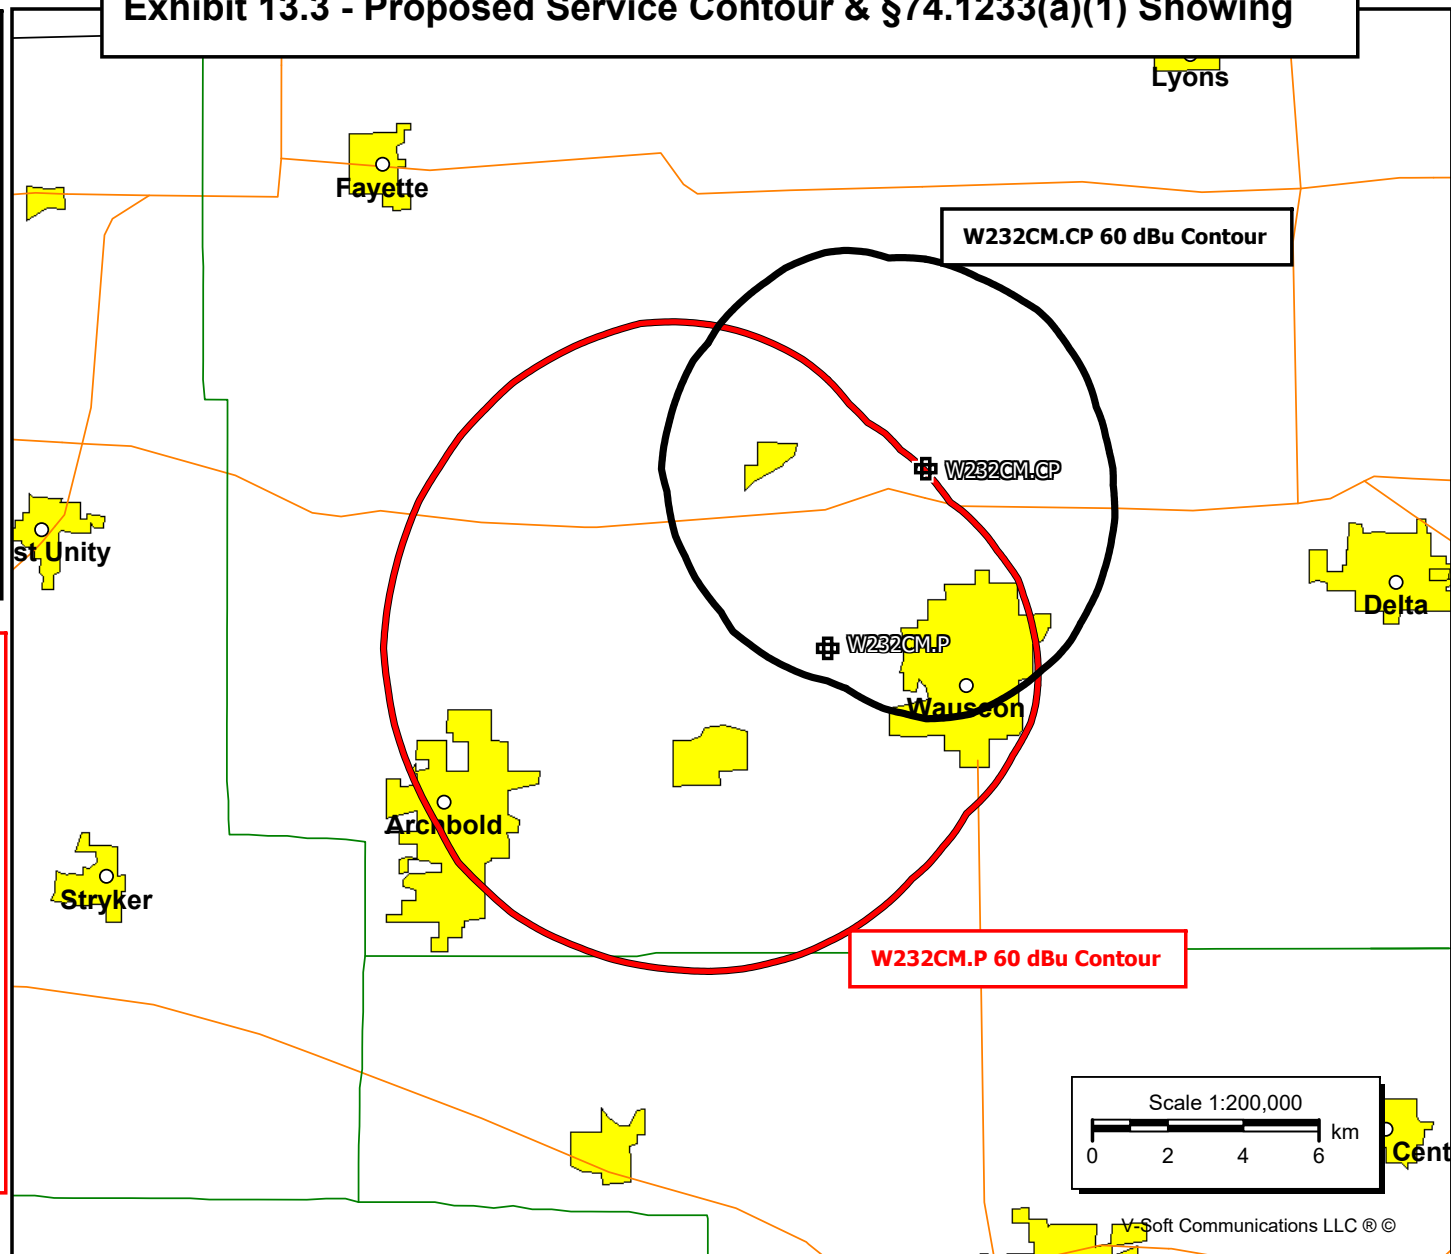 Exhibit 13.3 - Proposed Service Contour & §74.1233(a)(1) Showing
Lyons
Fayette
W232CM.CP 60 dBu Contour
W232CM.CP
st Unity
Delta
W232CM.P
Wauseon
Archbold
Stryker
W232CM.P 60 dBu Contour
Scale 1:200,000
km
0 2 4 6
Cent
V-Soft Communications LLC ® ©